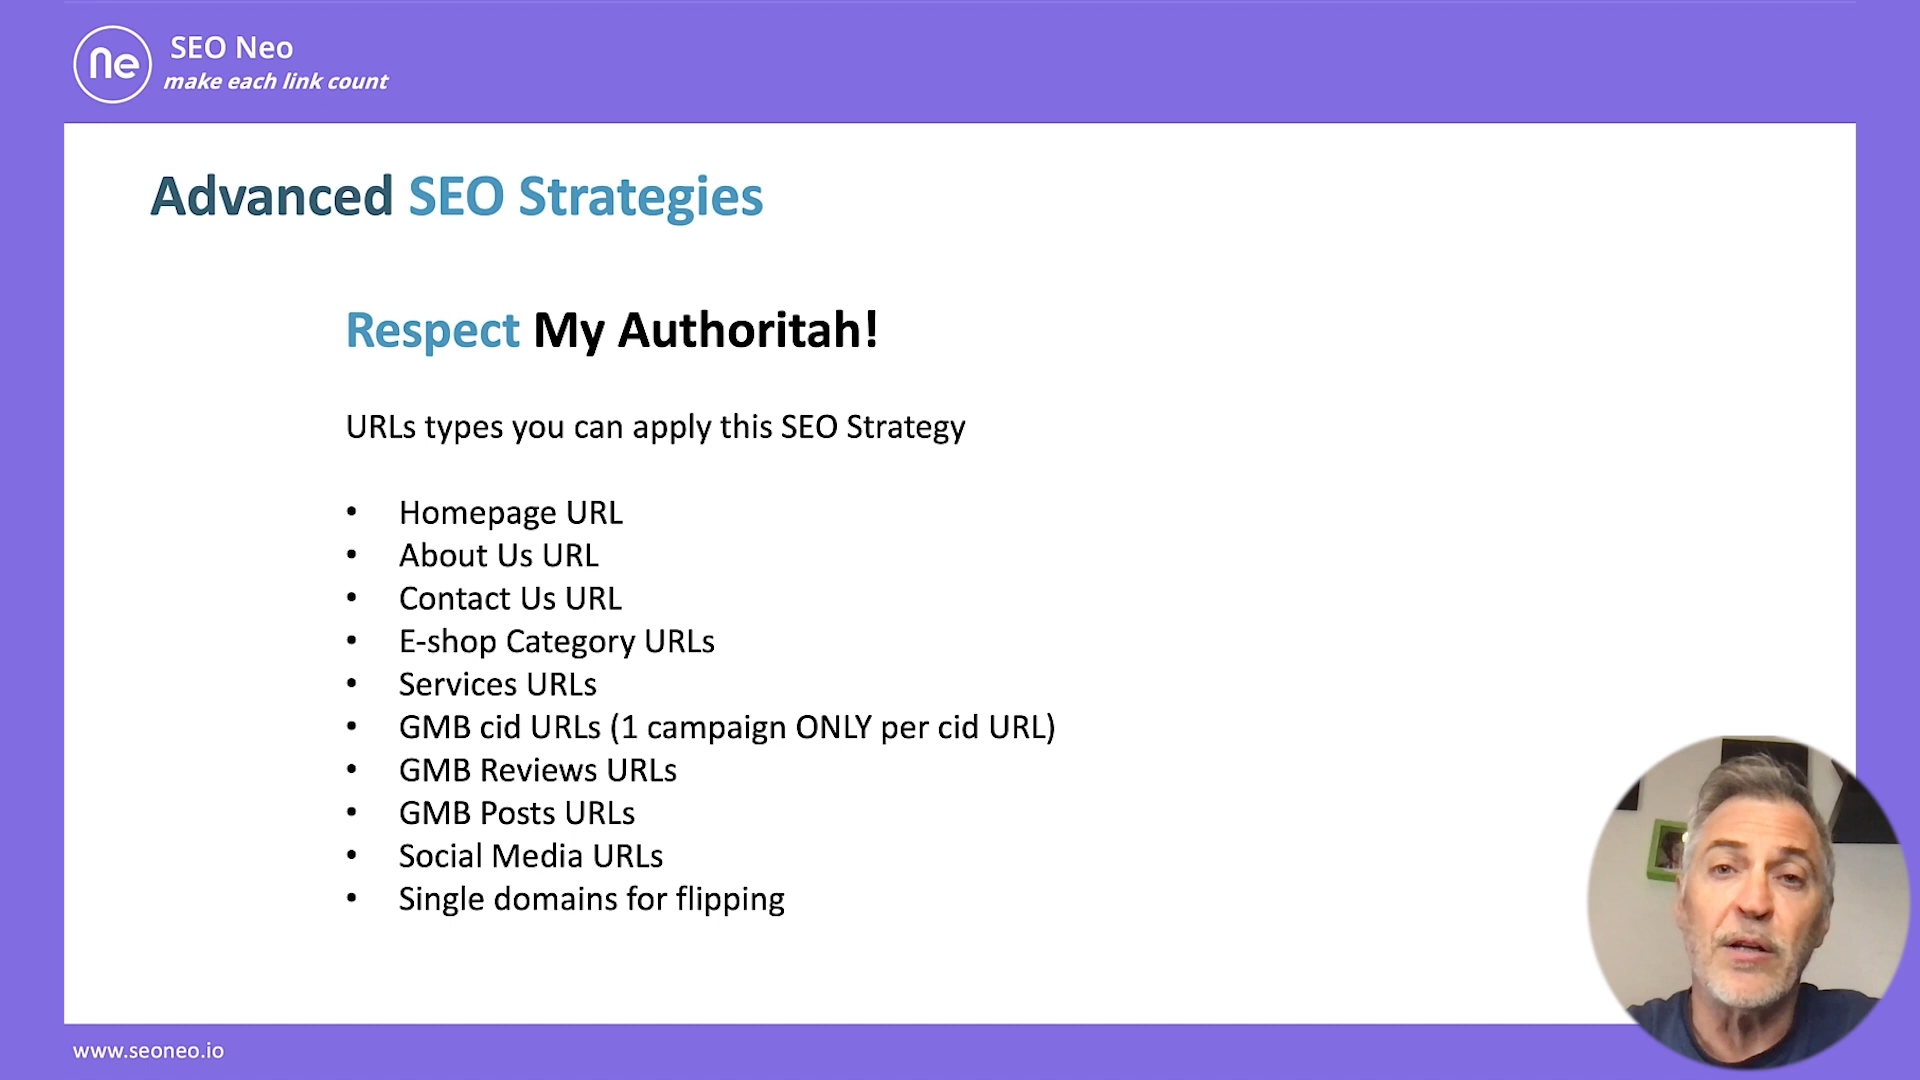 ne
SEO Neo
make each link count
Advanced SEO Strategies
Respect My Authoritah!
URLs types you can apply this SEO Strategy
• Homepage URL
• About Us URL
• Contact Us URL
• E-shop Category URLs
• Services URLs
• GMB cid URLs (1 campaign ONLY per cid URL)
• GMB Reviews URLs
• GMB Posts URLs
• Social Media URLs
• Single domains for flipping
www.seoneo.io